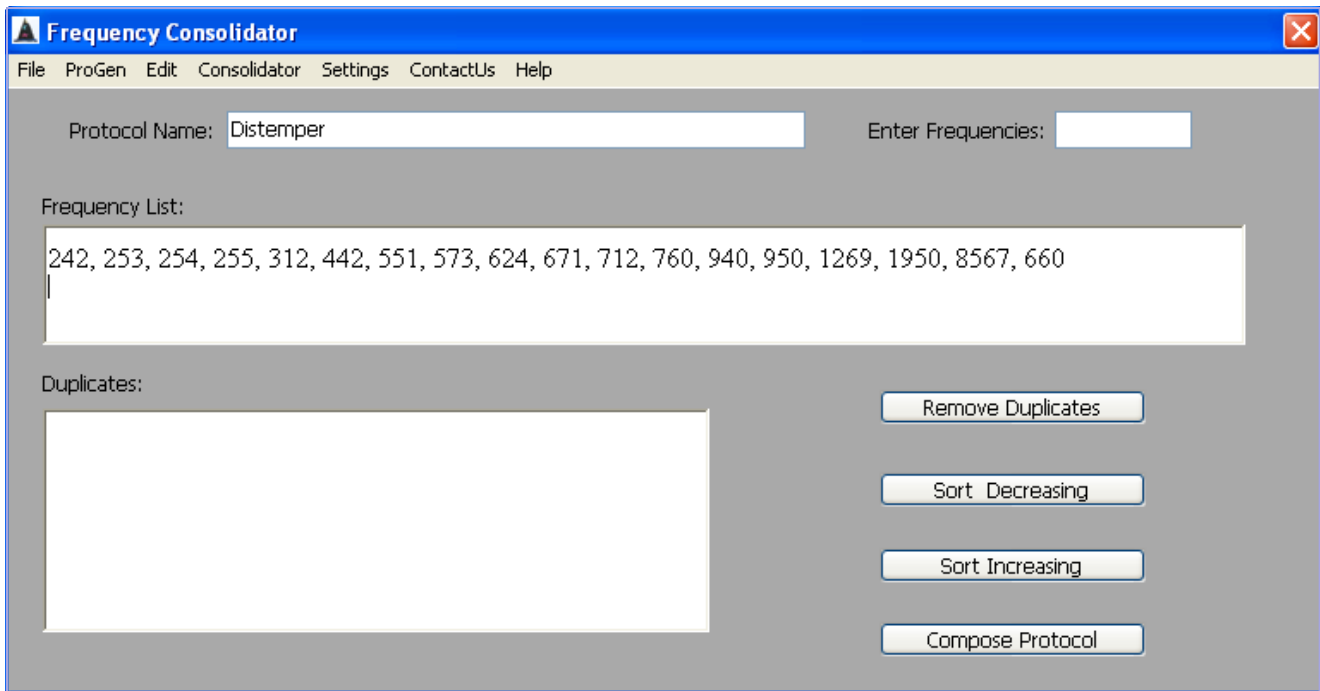 Frequency Consolidator
File ProGen Edit Consolidator Settings ContactUs Help
Protocol Name: Distemper Enter Frequencies:
Frequency List:
242, 253, 254, 255, 312, 442, 551, 573, 624, 671, 712, 760, 940, 950, 1269, 1950, 8567, 660
Duplicates:
Remove Duplicates
Sort Decreasing
Sort Increasing
Compose Protocol